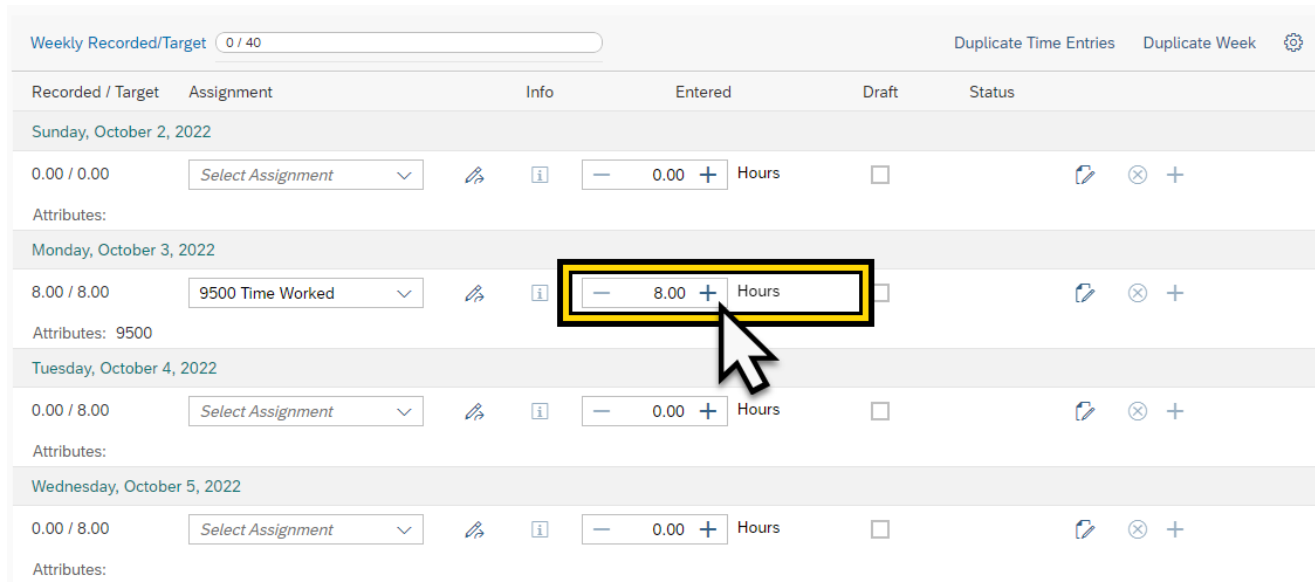 Weekly Recorded/Target 0 / 40 Duplicate Time Entries Duplicate Week
Recorded / Target Assignment Info Entered Draft Status
Sunday, October 2, 2022
0.00 / 0.00 Select Assignment i 0.00 Hours
Attributes:
Monday, October 3, 2022
8.00 / 8.00 9500 Time Worked i 8.00 Hours
Attributes: 9500
Tuesday, October 4, 2022
0.00 / 8.00 Select Assignment i 0.00 Hours
Attributes:
Wednesday, October 5, 2022
0.00 / 8.00 Select Assignment i 0.00 Hours
Attributes: